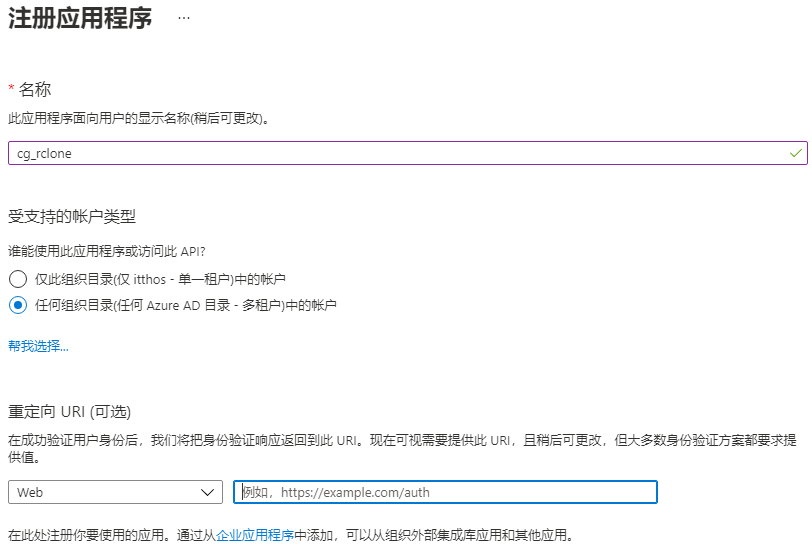 注册应用程序 ...
* 名称
此应用程序面向用户的显示名称(稍后可更改)。
cg_rclone
受支持的帐户类型
谁能使用此应用程序或访问此 API?
仅此组织目录(仅 itthos - 单一租户)中的帐户
任何组织目录(任何 Azure AD 目录 - 多租户)中的帐户
帮我选择...
重定向 URI (可选)
在成功验证用户身份后，我们将把身份验证响应返回到此 URI。现在可视需要提供此 URI，且稍后可更改，但大多数身份验证方案都要求提
供值。
Web
例如，https://example.com/auth
在此处注册你要使用的应用。通过从企业应用程序中添加，可以从组织外部集成库应用和其他应用。